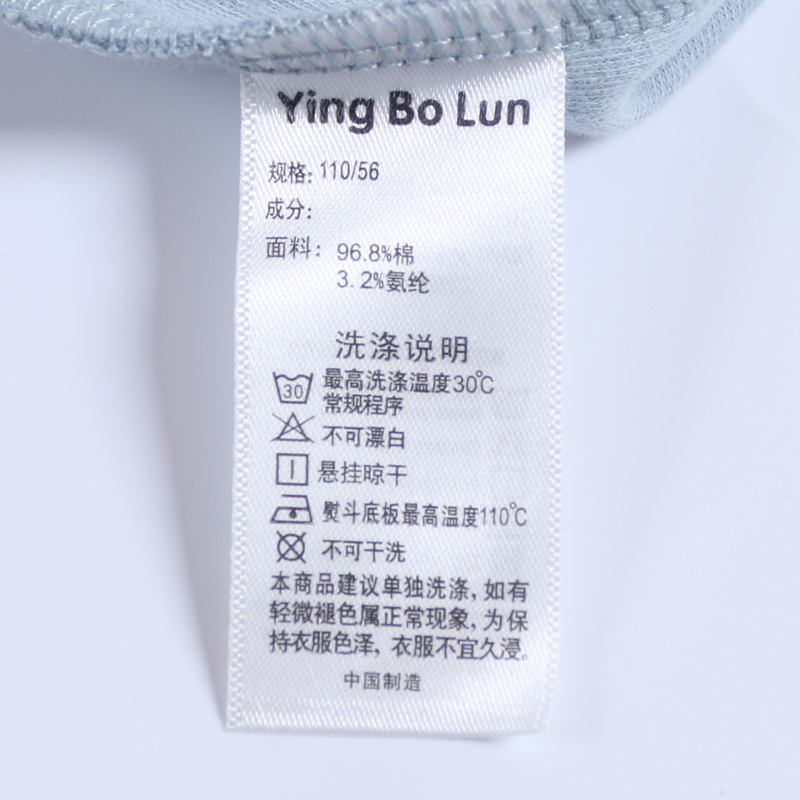 Ying Bo Lun
规格: 110/56
成分:
面料: 96.8%棉
3.2%氨纶
洗涤说明
30 最高洗涤温度30℃
常规程序
不可漂白
悬挂晾干
熨斗底板最高温度110℃
不可干洗
本商品建议单独洗涤, 如有
轻微褪色属正常现象, 为保
持衣服色泽, 衣服不宜久浸。
中国制造